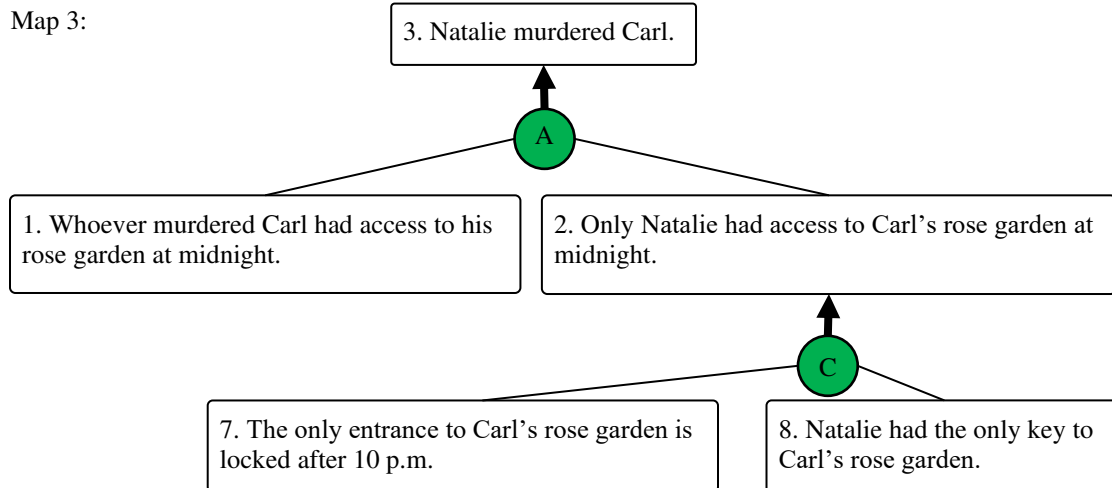 Map 3:
3. Natalie murdered Carl.
A
1. Whoever murdered Carl had access to his
rose garden at midnight.
2. Only Natalie had access to Carl’s rose garden at
midnight.
C
7. The only entrance to Carl’s rose garden is
locked after 10 p.m.
8. Natalie had the only key to
Carl’s rose garden.